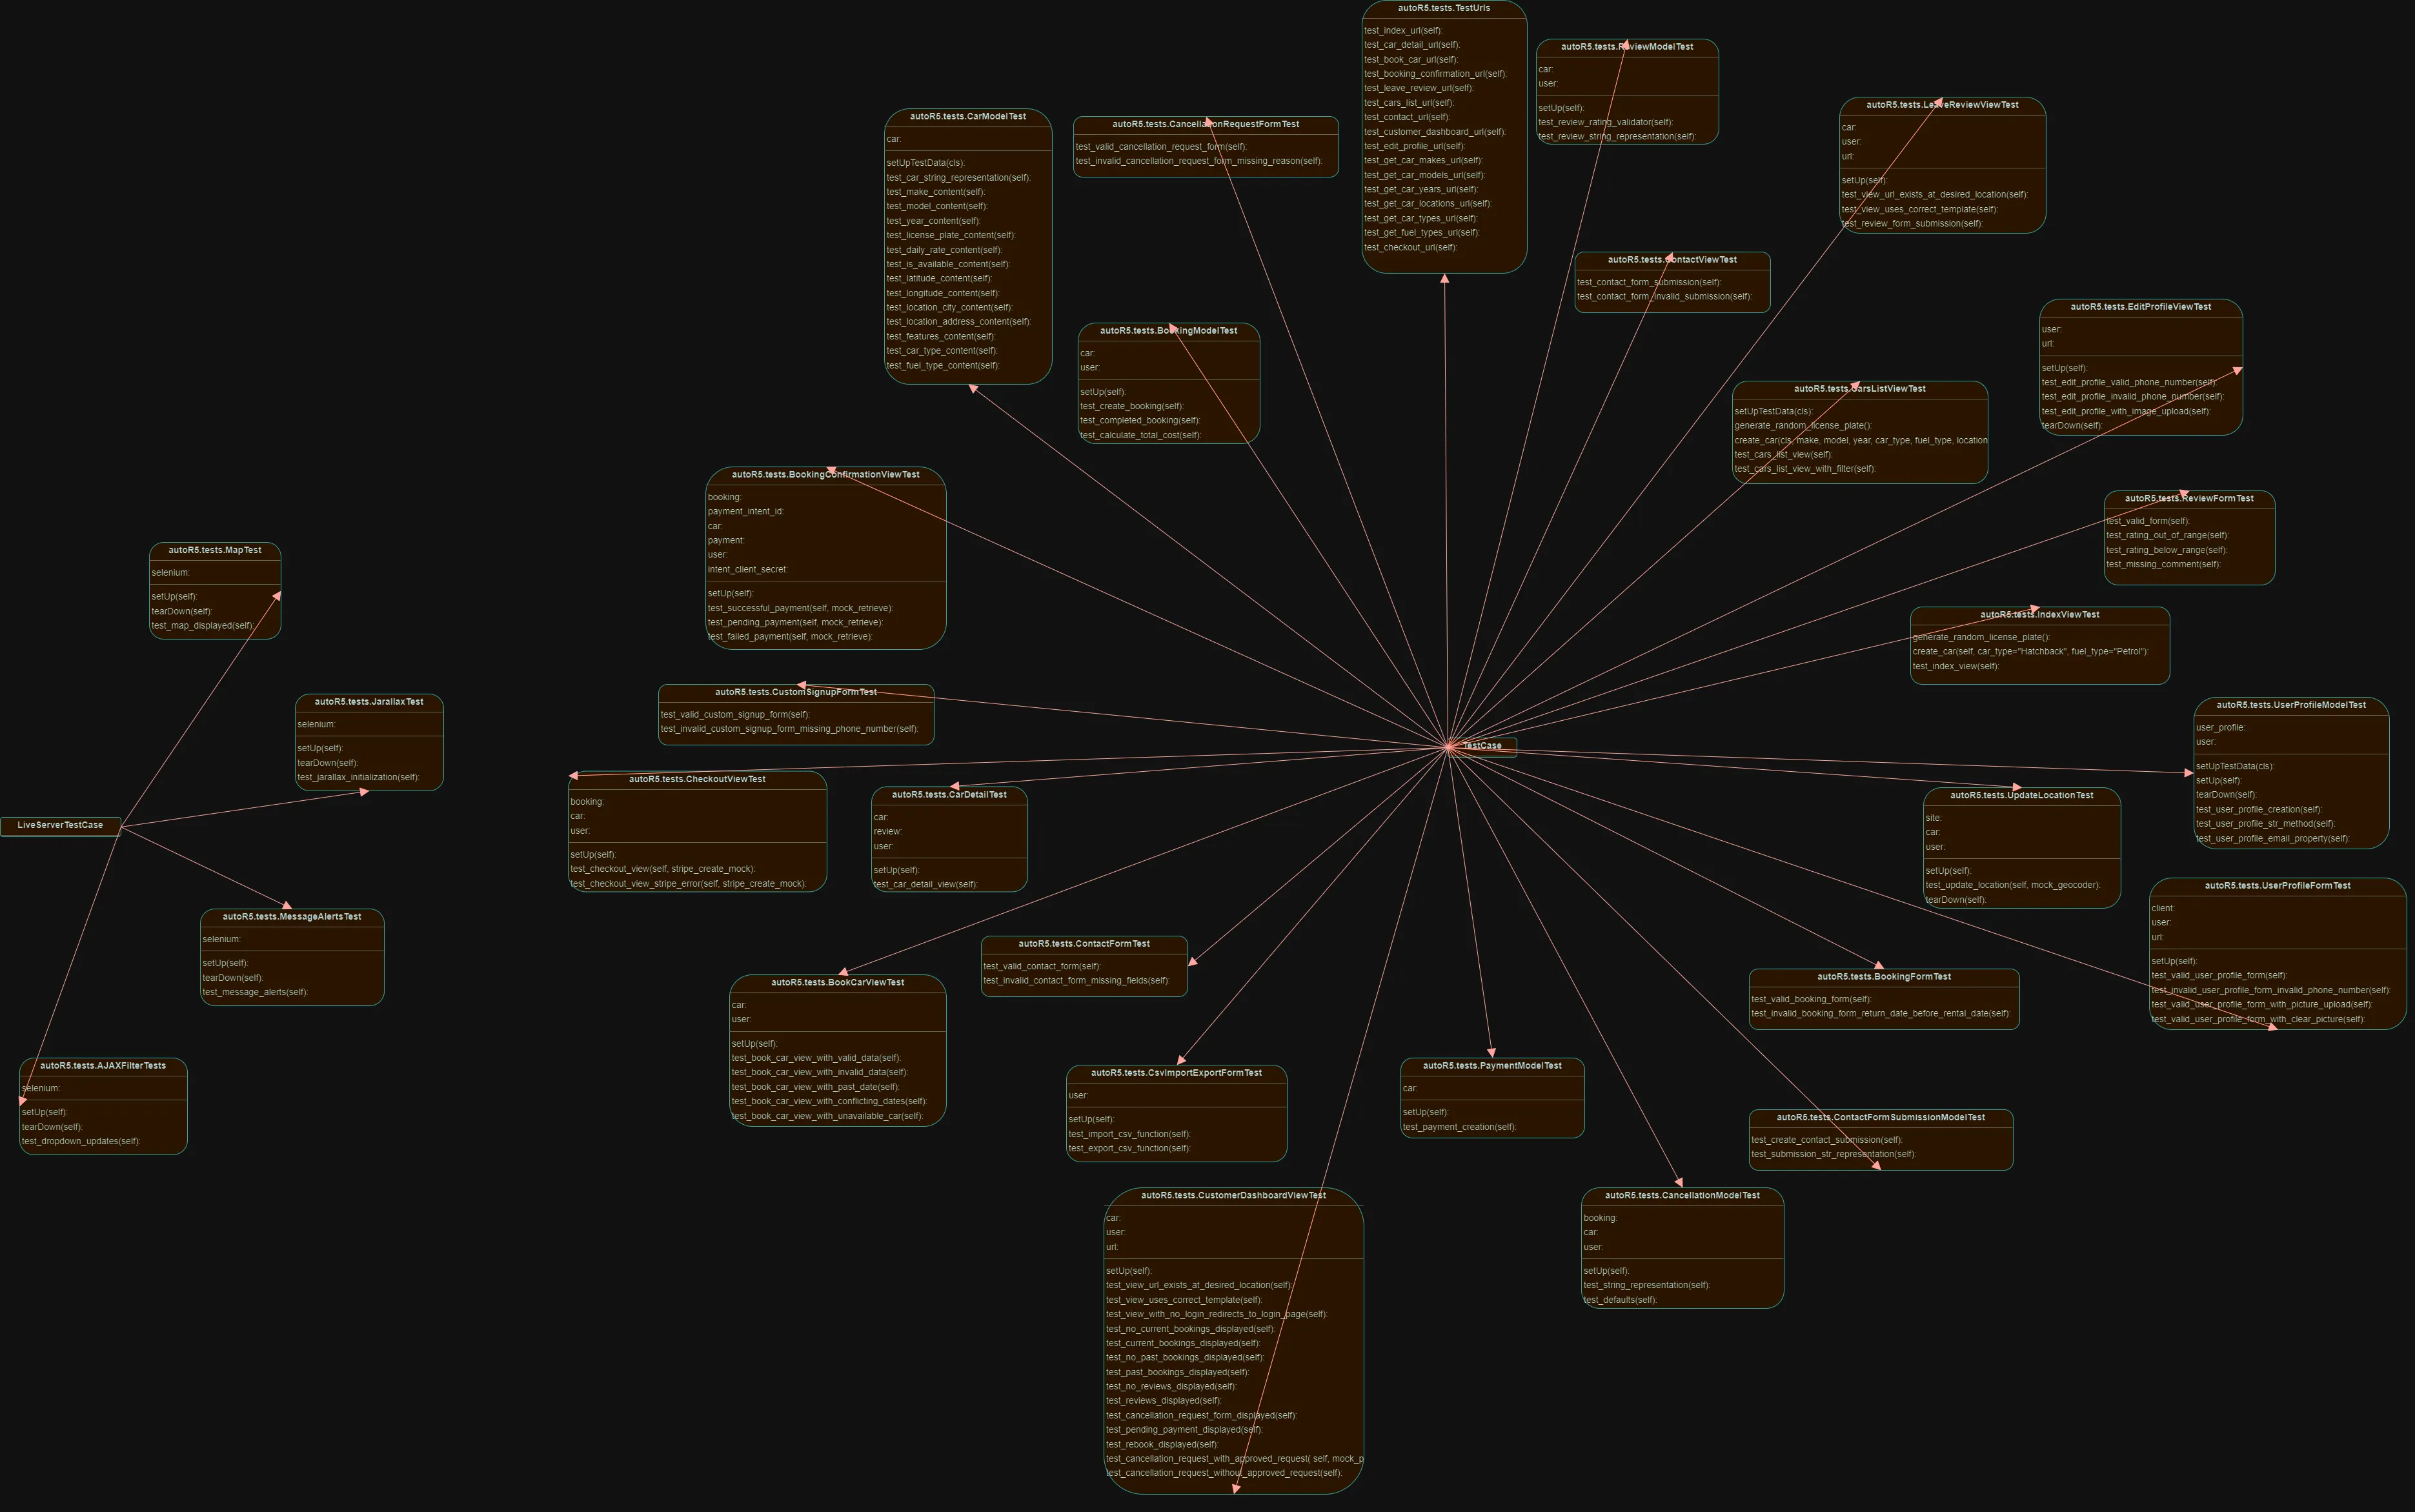 autoR5.tests.TestUrls
test_index_url(self):
test_car_detail_url(self):
test_book_car_url(self):
test_booking_confirmation_url(self):
test_leave_review_url(self):
test_cars_list_url(self):
test_contact_url(self):
test_customer_dashboard_url(self):
test_edit_profile_url(self):
test_get_car_makes_url(self):
test_get_car_models_url(self):
test_get_car_years_url(self):
test_get_car_locations_url(self):
test_get_car_types_url(self):
test_get_fuel_types_url(self):
test_checkout_url(self):
autoR5.tests.ReviewModelTest
car:
user:
setUp(self):
test_review_rating_validator(self):
test_review_string_representation(self):
autoR5.tests.LeaveReviewViewTest
car:
user:
url:
setUp(self):
test_view_url_exists_at_desired_location(self):
test_view_uses_correct_template(self):
test_review_form_submission(self):
autoR5.tests.CarModelTest
car:
setUpTestData(cls):
test_car_string_representation(self):
test_make_content(self):
test_model_content(self):
test_year_content(self):
test_license_plate_content(self):
test_daily_rate_content(self):
test_is_available_content(self):
test_latitude_content(self):
test_longitude_content(self):
test_location_city_content(self):
test_location_address_content(self):
test_features_content(self):
test_car_type_content(self):
test_fuel_type_content(self):
autoR5.tests.CancellationRequestFormTest
test_valid_cancellation_request_form(self):
test_invalid_cancellation_request_form_missing_reason(self):
autoR5.tests.ContactViewTest
test_contact_form_submission(self):
test_contact_form_invalid_submission(self):
autoR5.tests.EditProfileViewTest
user:
url:
setUp(self):
test_edit_profile_valid_phone_number(self):
test_edit_profile_invalid_phone_number(self):
test_edit_profile_with_image_upload(self):
tearDown(self):
autoR5.tests.BookingModelTest
car:
user:
setUp(self):
test_create_booking(self):
test_completed_booking(self):
test_calculate_total_cost(self):
autoR5.tests.CarsListViewTest
setUpTestData(cls):
generate_random_license_plate():
create_car(cls, make, model, year, car_type, fuel_type, location
test_cars_list_view(self):
test_cars_list_view_with_filter(self):
autoR5.tests.BookingConfirmationViewTest
booking:
payment_intent_id:
car:
payment:
user:
intent_client_secret:
setUp(self):
test_successful_payment(self, mock_retrieve):
test_pending_payment(self, mock_retrieve):
test_failed_payment(self, mock_retrieve):
autoR5.tests.ReviewFormTest
test_valid_form(self):
test_rating_out_of_range(self):
test_rating_below_range(self):
test_missing_comment(self):
autoR5.tests.MapTest
selenium:
setUp(self):
tearDown(self):
test_map_displayed(self):
autoR5.tests.IndexViewTest
generate_random_license_plate():
create_car(self, car_type="Hatchback", fuel_type="Petrol"):
test_index_view(self):
autoR5.tests.CustomSignupFormTest
test_valid_custom_signup_form(self):
test_invalid_custom_signup_form_missing_phone_number(self):
autoR5.tests.JarallaxTest
selenium:
setUp(self):
tearDown(self):
test_jarallax_initialization(self):
autoR5.tests.UserProfileModelTest
user_profile:
user:
setUpTestData(cls):
setUp(self):
tearDown(self):
test_user_profile_creation(self):
test_user_profile_str_method(self):
test_user_profile_email_property(self):
TestCase
autoR5.tests.CheckoutViewTest
booking:
car:
user:
setUp(self):
test_checkout_view(self, stripe_create_mock):
test_checkout_view_stripe_error(self, stripe_create_mock):
autoR5.tests.CarDetailTest
car:
review:
user:
setUp(self):
test_car_detail_view(self):
autoR5.tests.UpdateLocationTest
site:
car:
user:
setUp(self):
test_update_location(self, mock_geocoder):
tearDown(self):
LiveServerTestCase
autoR5.tests.UserProfileFormTest
client:
user:
url:
setUp(self):
test_valid_user_profile_form(self):
test_invalid_user_profile_form_invalid_phone_number(self):
test_valid_user_profile_form_with_picture_upload(self):
test_valid_user_profile_form_with_clear_picture(self):
autoR5.tests.MessageAlertsTest
selenium:
setUp(self):
tearDown(self):
test_message_alerts(self):
autoR5.tests.ContactFormTest
test_valid_contact_form(self):
test_invalid_contact_form_missing_fields(self):
autoR5.tests.BookingFormTest
test_valid_booking_form(self):
test_invalid_booking_form_return_date_before_rental_date(self):
autoR5.tests.BookCarViewTest
car:
user:
setUp(self):
test_book_car_view_with_valid_data(self):
test_book_car_view_with_invalid_data(self):
test_book_car_view_with_past_date(self):
test_book_car_view_with_conflicting_dates(self):
test_book_car_view_with_unavailable_car(self):
autoR5.tests.AJAXFilterTests
selenium:
setUp(self):
tearDown(self):
test_dropdown_updates(self):
autoR5.tests.CsvImportExportFormTest
user:
setUp(self):
test_import_csv_function(self):
test_export_csv_function(self):
autoR5.tests.PaymentModelTest
car:
setUp(self):
test_payment_creation(self):
autoR5.tests.ContactFormSubmissionModelTest
test_create_contact_submission(self):
test_submission_str_representation(self):
autoR5.tests.CustomerDashboardViewTest
car:
user:
url:
setUp(self):
test_view_url_exists_at_desired_location(self):
test_view_uses_correct_template(self):
test_view_with_no_login_redirects_to_login_page(self):
test_no_current_bookings_displayed(self):
test_current_bookings_displayed(self):
test_no_past_bookings_displayed(self):
test_past_bookings_displayed(self):
test_no_reviews_displayed(self):
test_reviews_displayed(self):
test_cancellation_request_form_displayed(self):
test_pending_payment_displayed(self):
test_rebook_displayed(self):
test_cancellation_request_with_approved_request( self, mock_p
test_cancellation_request_without_approved_request(self):
autoR5.tests.CancellationModelTest
booking:
car:
user:
setUp(self):
test_string_representation(self):
test_defaults(self):